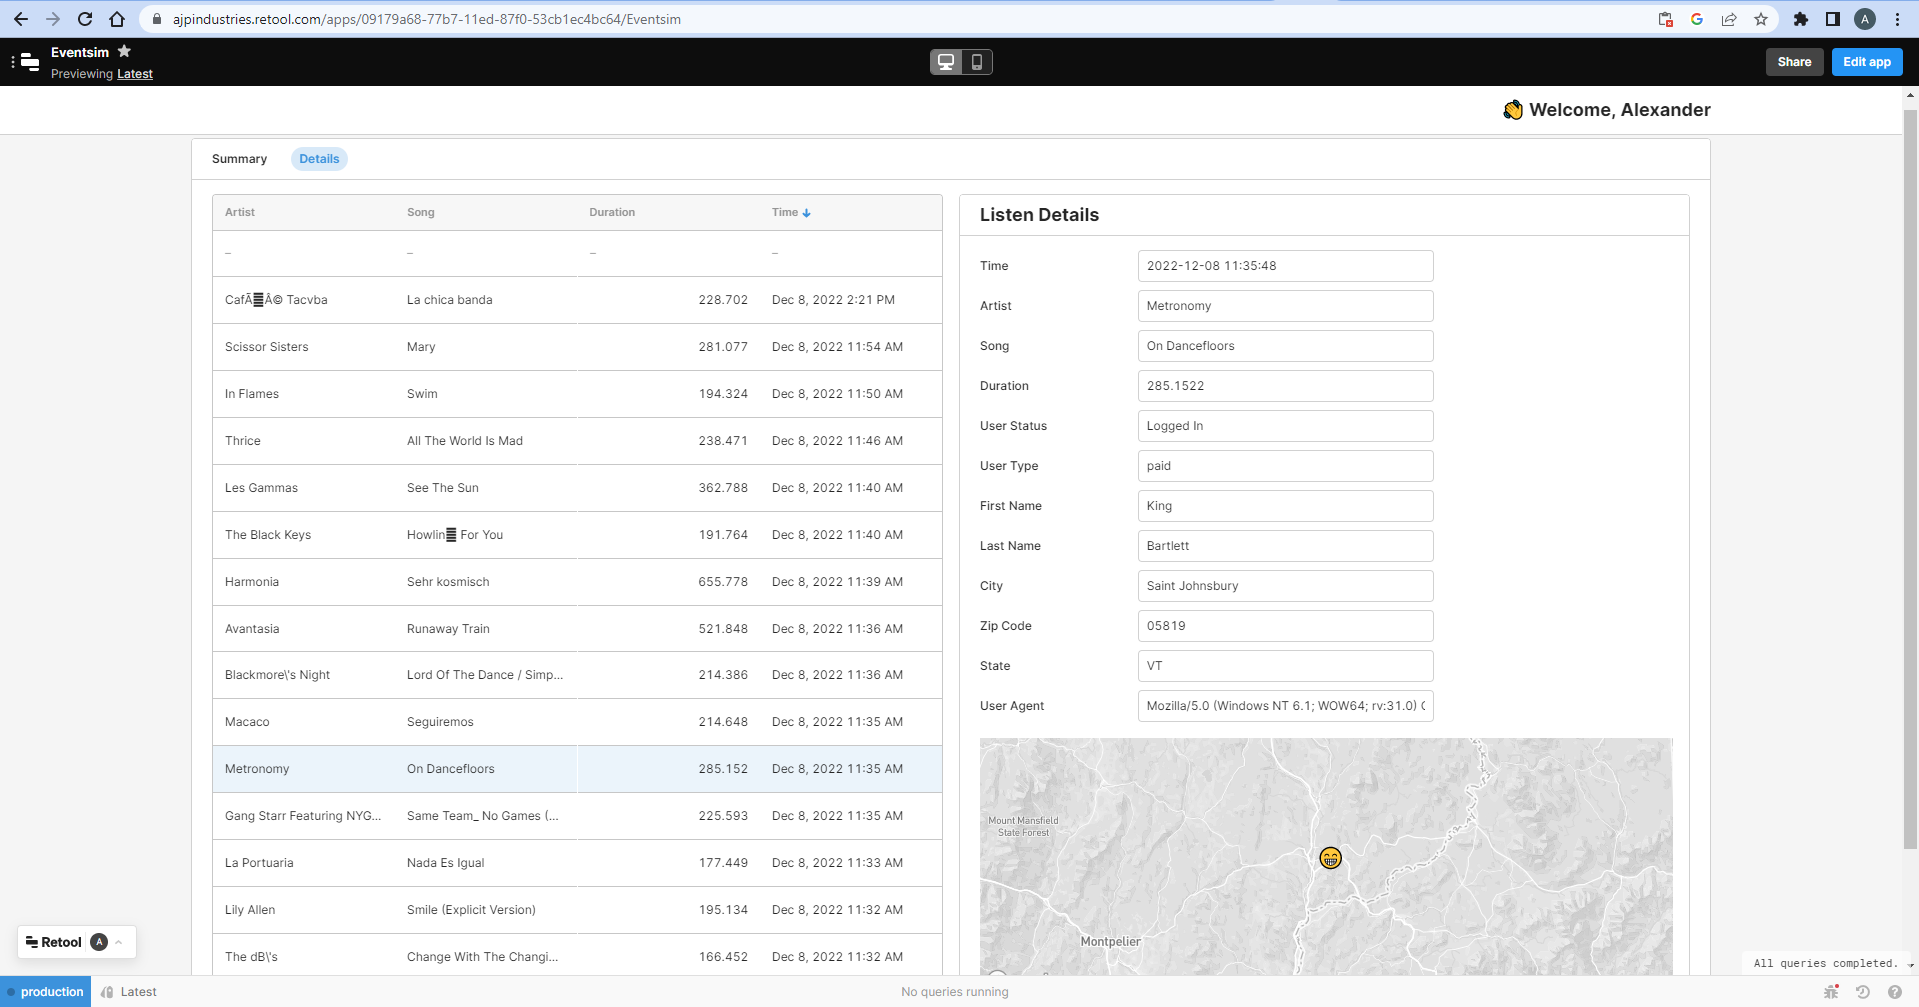 ajpindustries.retool.com/apps/09179a68-77b7-11ed-87f0-53cb1ec4bc64/Eventsim
A
Eventsim
Previewing Latest
Share
Edit app
Welcome, Alexander
Summary
Details
Artist Song Duration Time
– – – –
La chica banda 228.702 Dec 8, 2022 2:21 PM
Scissor Sisters Mary 281.077 Dec 8, 2022 11:54 AM
In Flames Swim 194.324 Dec 8, 2022 11:50 AM
Thrice All The World Is Mad 238.471 Dec 8, 2022 11:46 AM
Les Gammas See The Sun 362.788 Dec 8, 2022 11:40 AM
The Black Keys For You 191.764 Dec 8, 2022 11:40 AM
Harmonia Sehr kosmisch 655.778 Dec 8, 2022 11:39 AM
Avantasia Runaway Train 521.848 Dec 8, 2022 11:36 AM
Blackmore\'s Night Lord Of The Dance / Simp... 214.386 Dec 8, 2022 11:36 AM
Macaco Seguiremos 214.648 Dec 8, 2022 11:35 AM
Metronomy On Dancefloors 285.152 Dec 8, 2022 11:35 AM
Gang Starr Featuring NYG... Same Team_ No Games (... 225.593 Dec 8, 2022 11:35 AM
La Portuaria Nada Es Igual 177.449 Dec 8, 2022 11:33 AM
Lily Allen Smile (Explicit Version) 195.134 Dec 8, 2022 11:32 AM
The dB\'s Change With The Changi... 166.452 Dec 8, 2022 11:32 AM
Listen Details
Time 2022-12-08 11:35:48
Artist Metronomy
Song On Dancefloors
Duration 285.1522
User Status Logged In
User Type paid
First Name King
Last Name Bartlett
City Saint Johnsbury
Zip Code 05819
State VT
User Agent Mozilla/5.0 (Windows NT 6.1; WOW64; rv:31.0)
Mount Mansfield
State Forest
Montpelier
Retool A
All queries completed.
production
Latest
No queries running